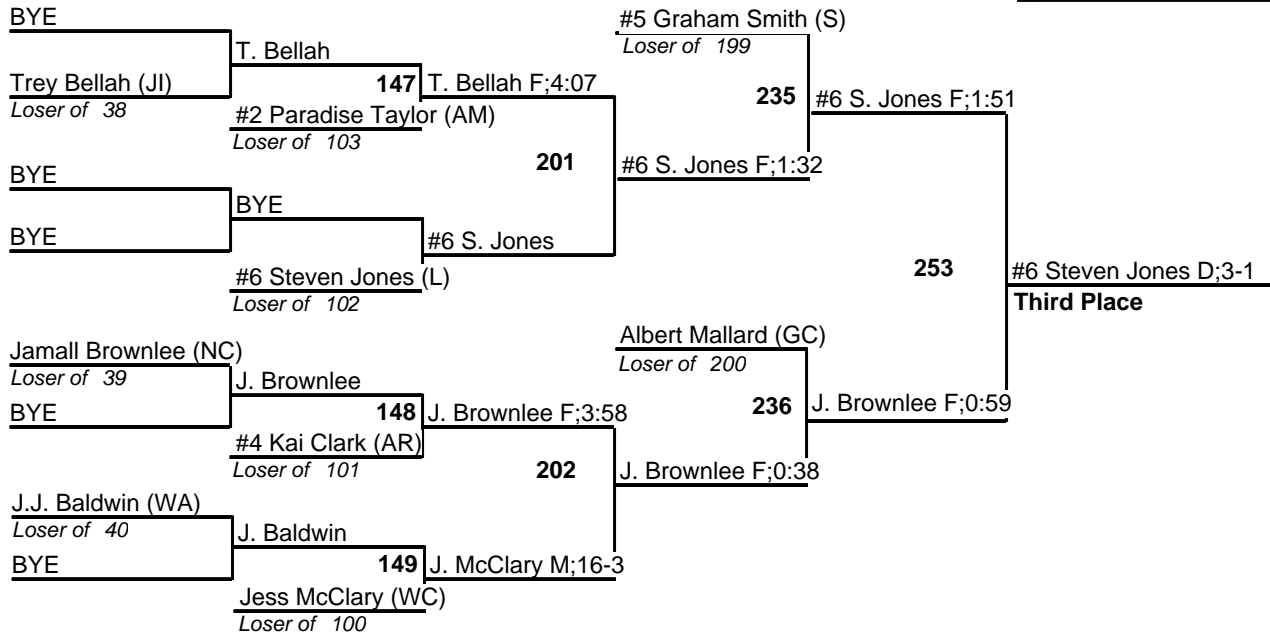 BYE
#5 Graham Smith (S)
Loser of 199
T. Bellah
Trey Bellah (JI)
Loser of 38
147
T. Bellah F;4:07
235
#6 S. Jones F;1:51
#2 Paradise Taylor (AM)
Loser of 103
BYE
201
#6 S. Jones F;1:32
BYE
BYE
#6 S. Jones
253
#6 Steven Jones D;3-1
#6 Steven Jones (L)
Loser of 102
Third Place
Jamall Brownlee (NC)
Loser of 39
Albert Mallard (GC)
Loser of 200
J. Brownlee
BYE
148
J. Brownlee F;3:58
236
J. Brownlee F;0:59
#4 Kai Clark (AR)
Loser of 101
202
J. Brownlee F;0:38
J.J. Baldwin (WA)
Loser of 40
J. Baldwin
BYE
149
J. McClary M;16-3
Jess McClary (WC)
Loser of 100